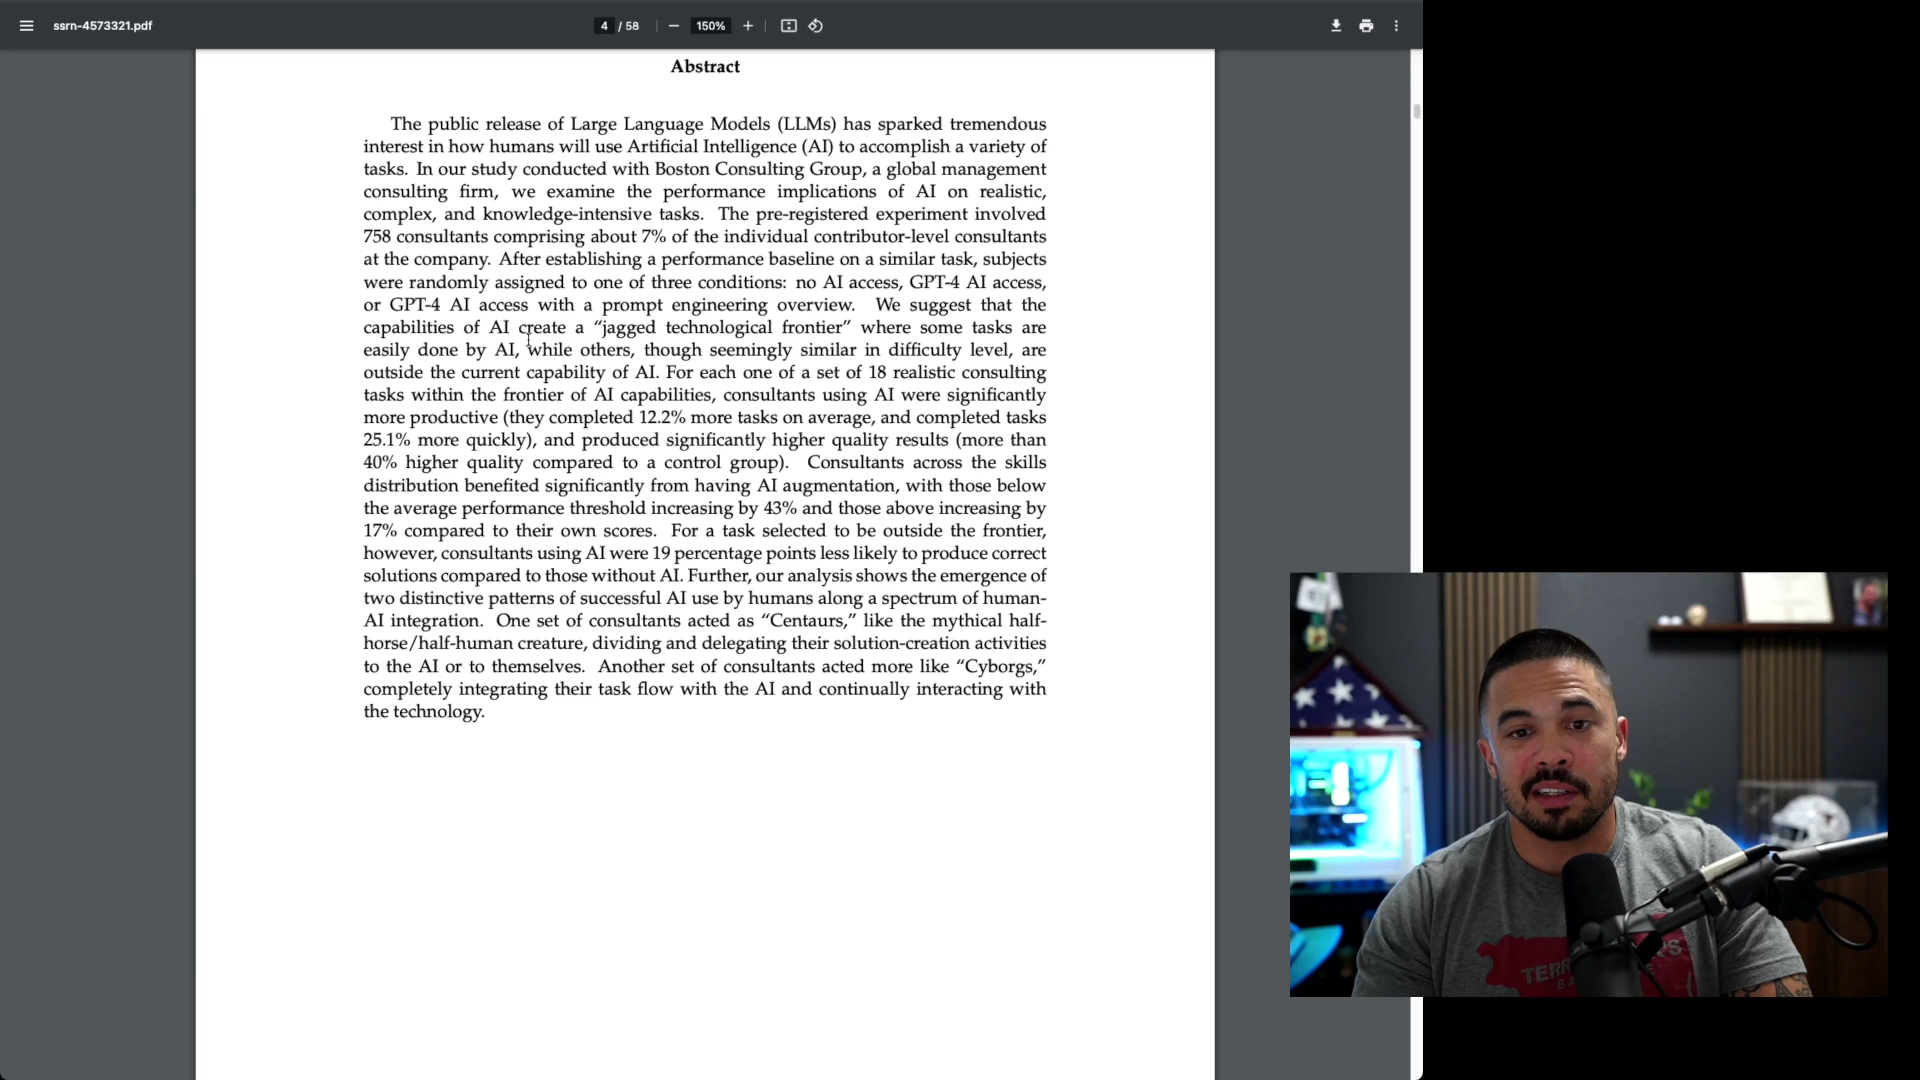 ssrn-4573321.pdf
4 / 58
150%
Abstract
The public release of Large Language Models (LLMs) has sparked tremendous
interest in how humans will use Artificial Intelligence (AI) to accomplish a variety of
tasks. In our study conducted with Boston Consulting Group, a global management
consulting firm, we examine the performance implications of AI on realistic,
complex, and knowledge-intensive tasks. The pre-registered experiment involved
758 consultants comprising about 7% of the individual contributor-level consultants
at the company. After establishing a performance baseline on a similar task, subjects
were randomly assigned to one of three conditions: no AI access, GPT-4 AI access,
or GPT-4 AI access with a prompt engineering overview. We suggest that the
capabilities of AI create a “jagged technological frontier” where some tasks are
easily done by AI, while others, though seemingly similar in difficulty level, are
outside the current capability of AI. For each one of a set of 18 realistic consulting
tasks within the frontier of AI capabilities, consultants using AI were significantly
more productive (they completed 12.2% more tasks on average, and completed tasks
25.1% more quickly), and produced significantly higher quality results (more than
40% higher quality compared to a control group). Consultants across the skills
distribution benefited significantly from having AI augmentation, with those below
the average performance threshold increasing by 43% and those above increasing by
17% compared to their own scores. For a task selected to be outside the frontier,
however, consultants using AI were 19 percentage points less likely to produce correct
solutions compared to those without AI. Further, our analysis shows the emergence of
two distinctive patterns of successful AI use by humans along a spectrum of human-
AI integration. One set of consultants acted as “Centaurs,” like the mythical half-
horse/half-human creature, dividing and delegating their solution-creation activities
to the AI or to themselves. Another set of consultants acted more like “Cyborgs,”
completely integrating their task flow with the AI and continually interacting with
the technology.